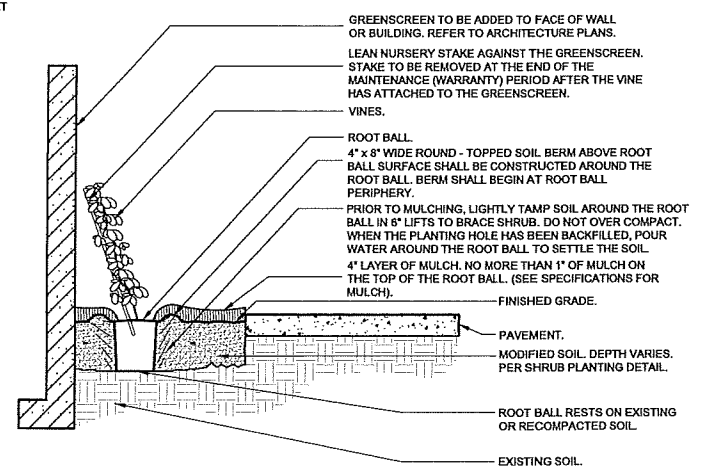 GREENSCREEN TO BE ADDED TO FACE OF WALL
OR BUILDING. REFER TO ARCHITECTURE PLANS.
LEAN NURSERY STAKE AGAINST THE GREENSCREEN.
STAKE TO BE REMOVED AT THE END OF THE
MAINTENANCE (WARRANTY) PERIOD AFTER THE VINE
HAS ATTACHED TO THE GREENSCREEN.
VINES.
ROOT BALL.
4" x 8" WIDE ROUND - TOPPED SOIL BERM ABOVE ROOT
BALL SURFACE SHALL BE CONSTRUCTED AROUND THE
ROOT BALL. BERM SHALL BEGIN AT ROOT BALL
PERIPHERY.
PRIOR TO MULCHING, LIGHTLY TAMP SOIL AROUND THE ROOT
BALL IN 6" LIFTS TO BRACE SHRUB. DO NOT OVER COMPACT.
WHEN THE PLANTING HOLE HAS BEEN BACKFILLED, POUR
WATER AROUND THE ROOT BALL TO SETTLE THE SOIL.
4" LAYER OF MULCH. NO MORE THAN 1" OF MULCH ON
THE TOP OF THE ROOT BALL. (SEE SPECIFICATIONS FOR
MULCH).
FINISHED GRADE.
PAVEMENT.
MODIFIED SOIL. DEPTH VARIES.
PER SHRUB PLANTING DETAIL.
ROOT BALL RESTS ON EXISTING
OR RECOMPACTED SOIL.
EXISTING SOIL.